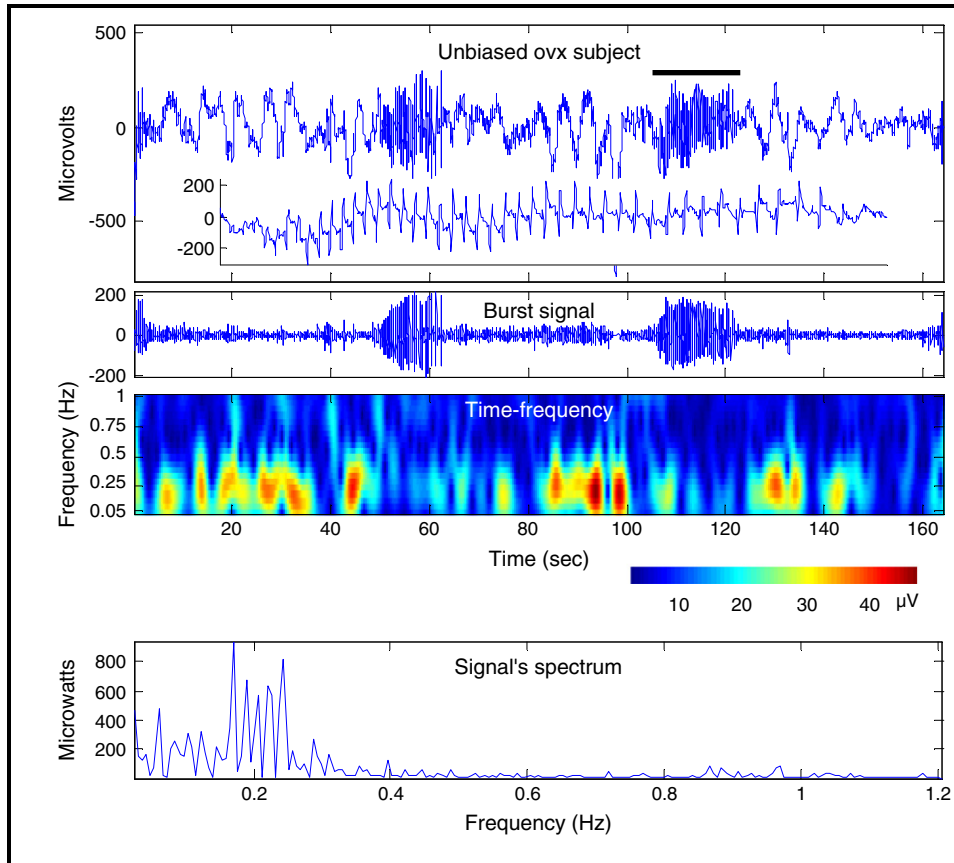 Unbiased ovx subject
Microvolts
500
0
-500
200
0
-200
Burst signal
200
0
-200
Time-frequency
Frequency (Hz)
1
0.75
0.5
0.25
0.05
20 40 60 80 100 120 140 160
Time (sec)
10 20 30 40 µV
Signal's spectrum
Microwatts
800
600
400
200
0.2 0.4 0.6 0.8 1 1.2
Frequency (Hz)